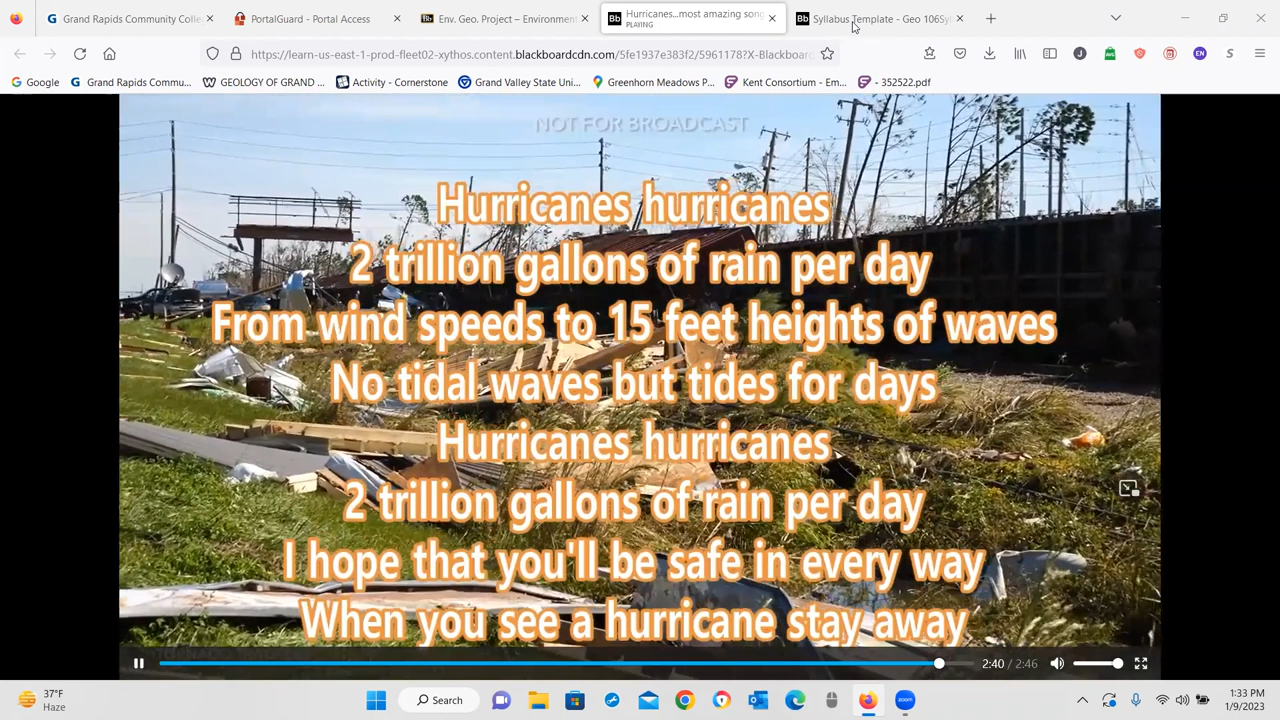 Grand Rapids Community Colle
PortalGuard - Portal Access
Env. Geo. Project – Environment
Hurricanes...most amazing song
PLAYING
Syllabus Template - Geo 106Syl
https://learn-us-east-1-prod-fleet02-xythos.content.blackboardcdn.com/5fe1937e383f2/5961178?X-Blackboard
Google
Grand Rapids Commu...
GEOLOGY OF GRAND ...
Activity - Cornerstone
Grand Valley State Uni...
Greenhorn Meadows P...
Kent Consortium - Em...
- 352522.pdf
NOT FOR BROADCAST
Hurricanes hurricanes
2 trillion gallons of rain per day
From wind speeds to 15 feet heights of waves
No tidal waves but tides for days
Hurricanes hurricanes
2 trillion gallons of rain per day
I hope that you'll be safe in every way
When you see a hurricane stay away
2:40 / 2:46
37°F
Haze
Search
zoom
1:33 PM
1/9/2023